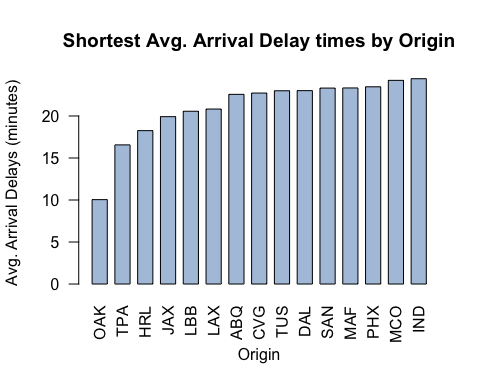 Shortest Avg. Arrival Delay times by Origin
Avg. Arrival Delays (minutes)
20
15
10
5
0
OAK
TPA
HRL
JAX
LBB
LAX
ABQ
CVG
TUS
DAL
SAN
MAF
PHX
MCO
IND
Origin